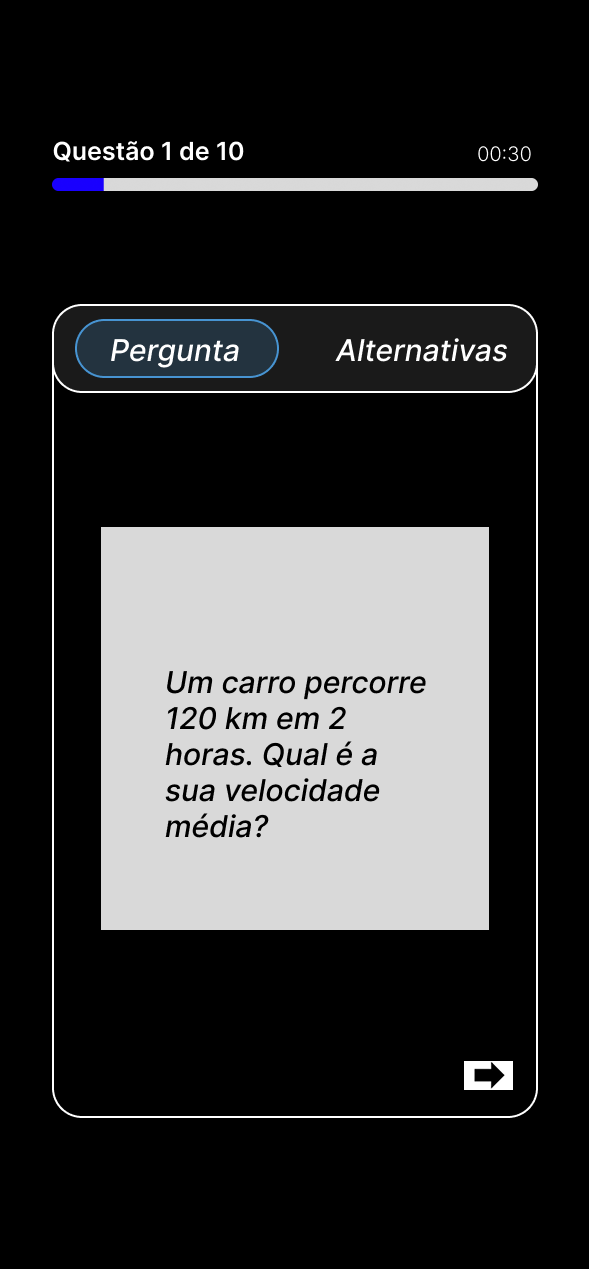 Questão 1 de 10
00:30
Pergunta
Alternativas
Um carro percorre
120 km em 2
horas. Qual é a
sua velocidade
média?